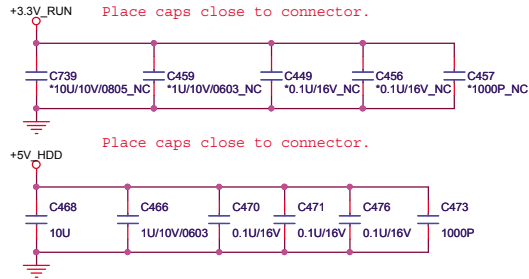 +3.3V_RUN
Place caps close to connector.
C739
*10U/10V/0805_NC
C459
*1U/10V/0603_NC
C449
*0.1U/16V_NC
C456
*0.1U/16V_NC
C457
*1000P_NC
Place caps close to connector.
+5V_HDD
C468
10U
C466
1U/10V/0603
C470
0.1U/16V
C471
0.1U/16V
C476
0.1U/16V
C473
1000P